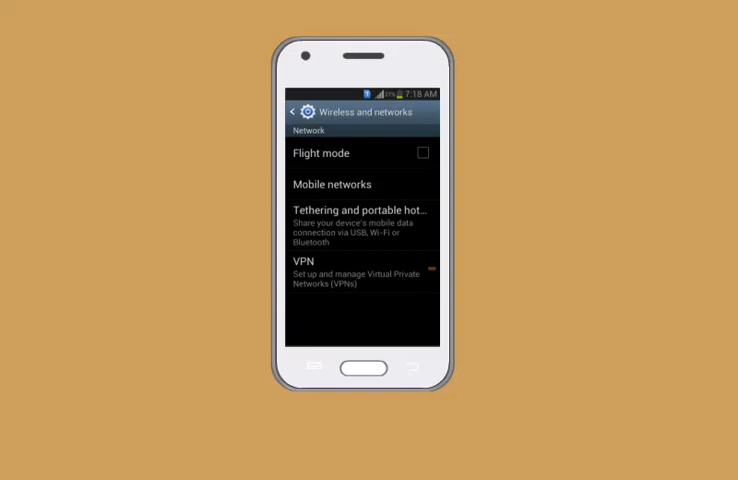 7:18 AM
Wireless and networks
Network
Flight mode
Mobile networks
Tethering and portable hot...
Share your device's mobile data
connection via USB, Wi-Fi or
Bluetooth
VPN
Set up and manage Virtual Private
Networks (VPNs)